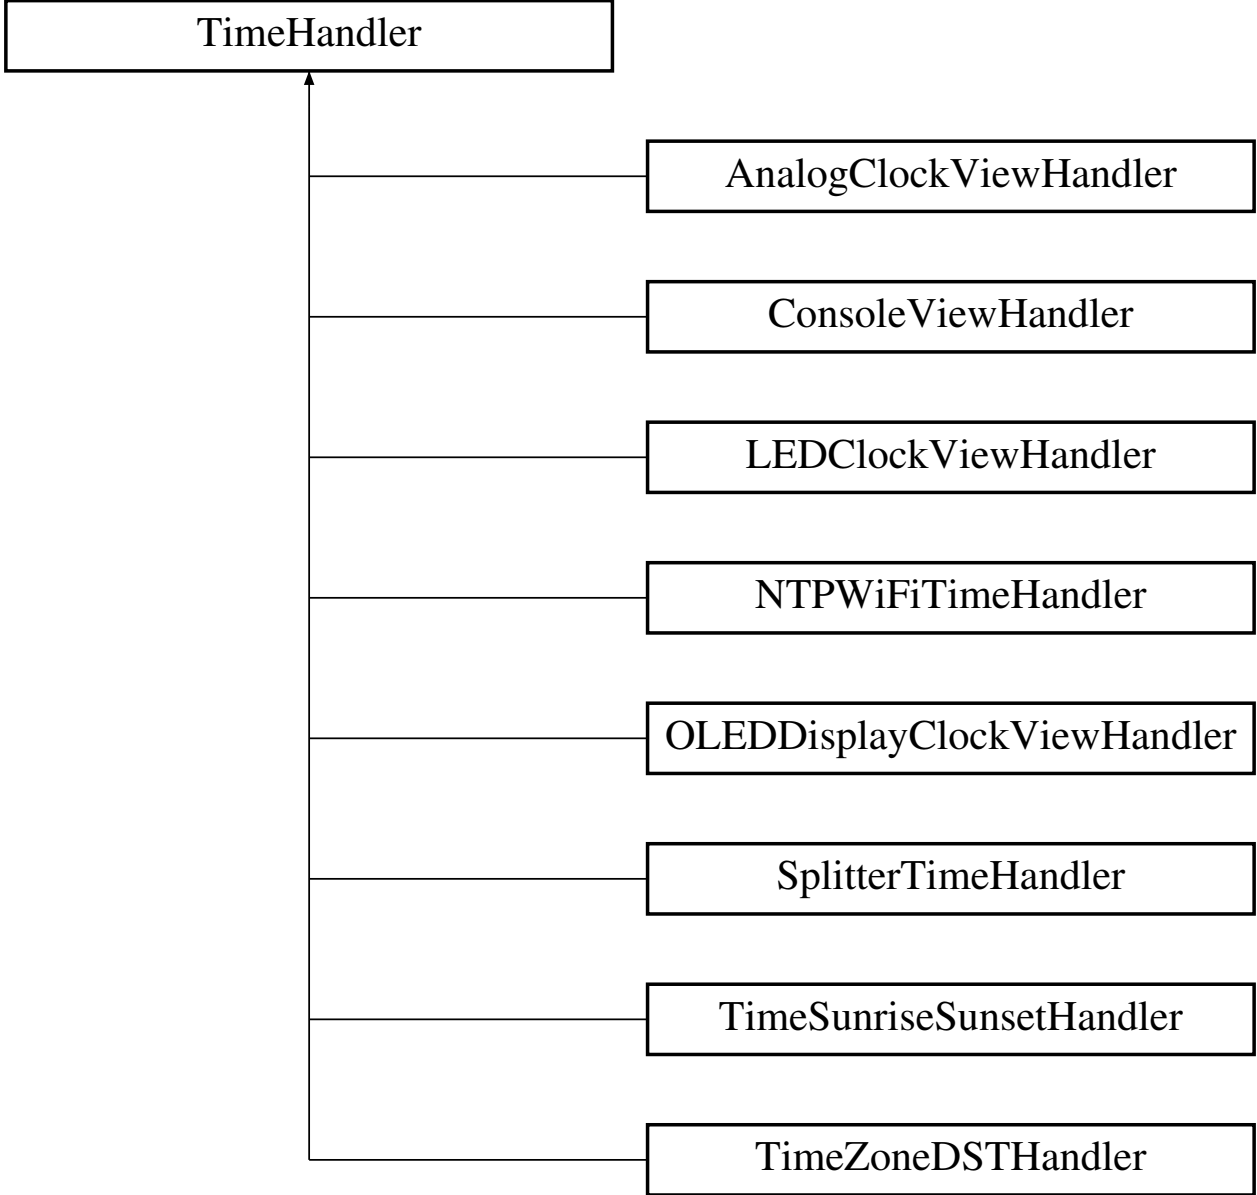 TimeHandler
AnalogClockViewHandler
ConsoleViewHandler
LEDClockViewHandler
NTPWiFiTimeHandler
OLEDDisplayClockViewHandler
SplitterTimeHandler
TimeSunriseSunsetHandler
TimeZoneDSTHandler